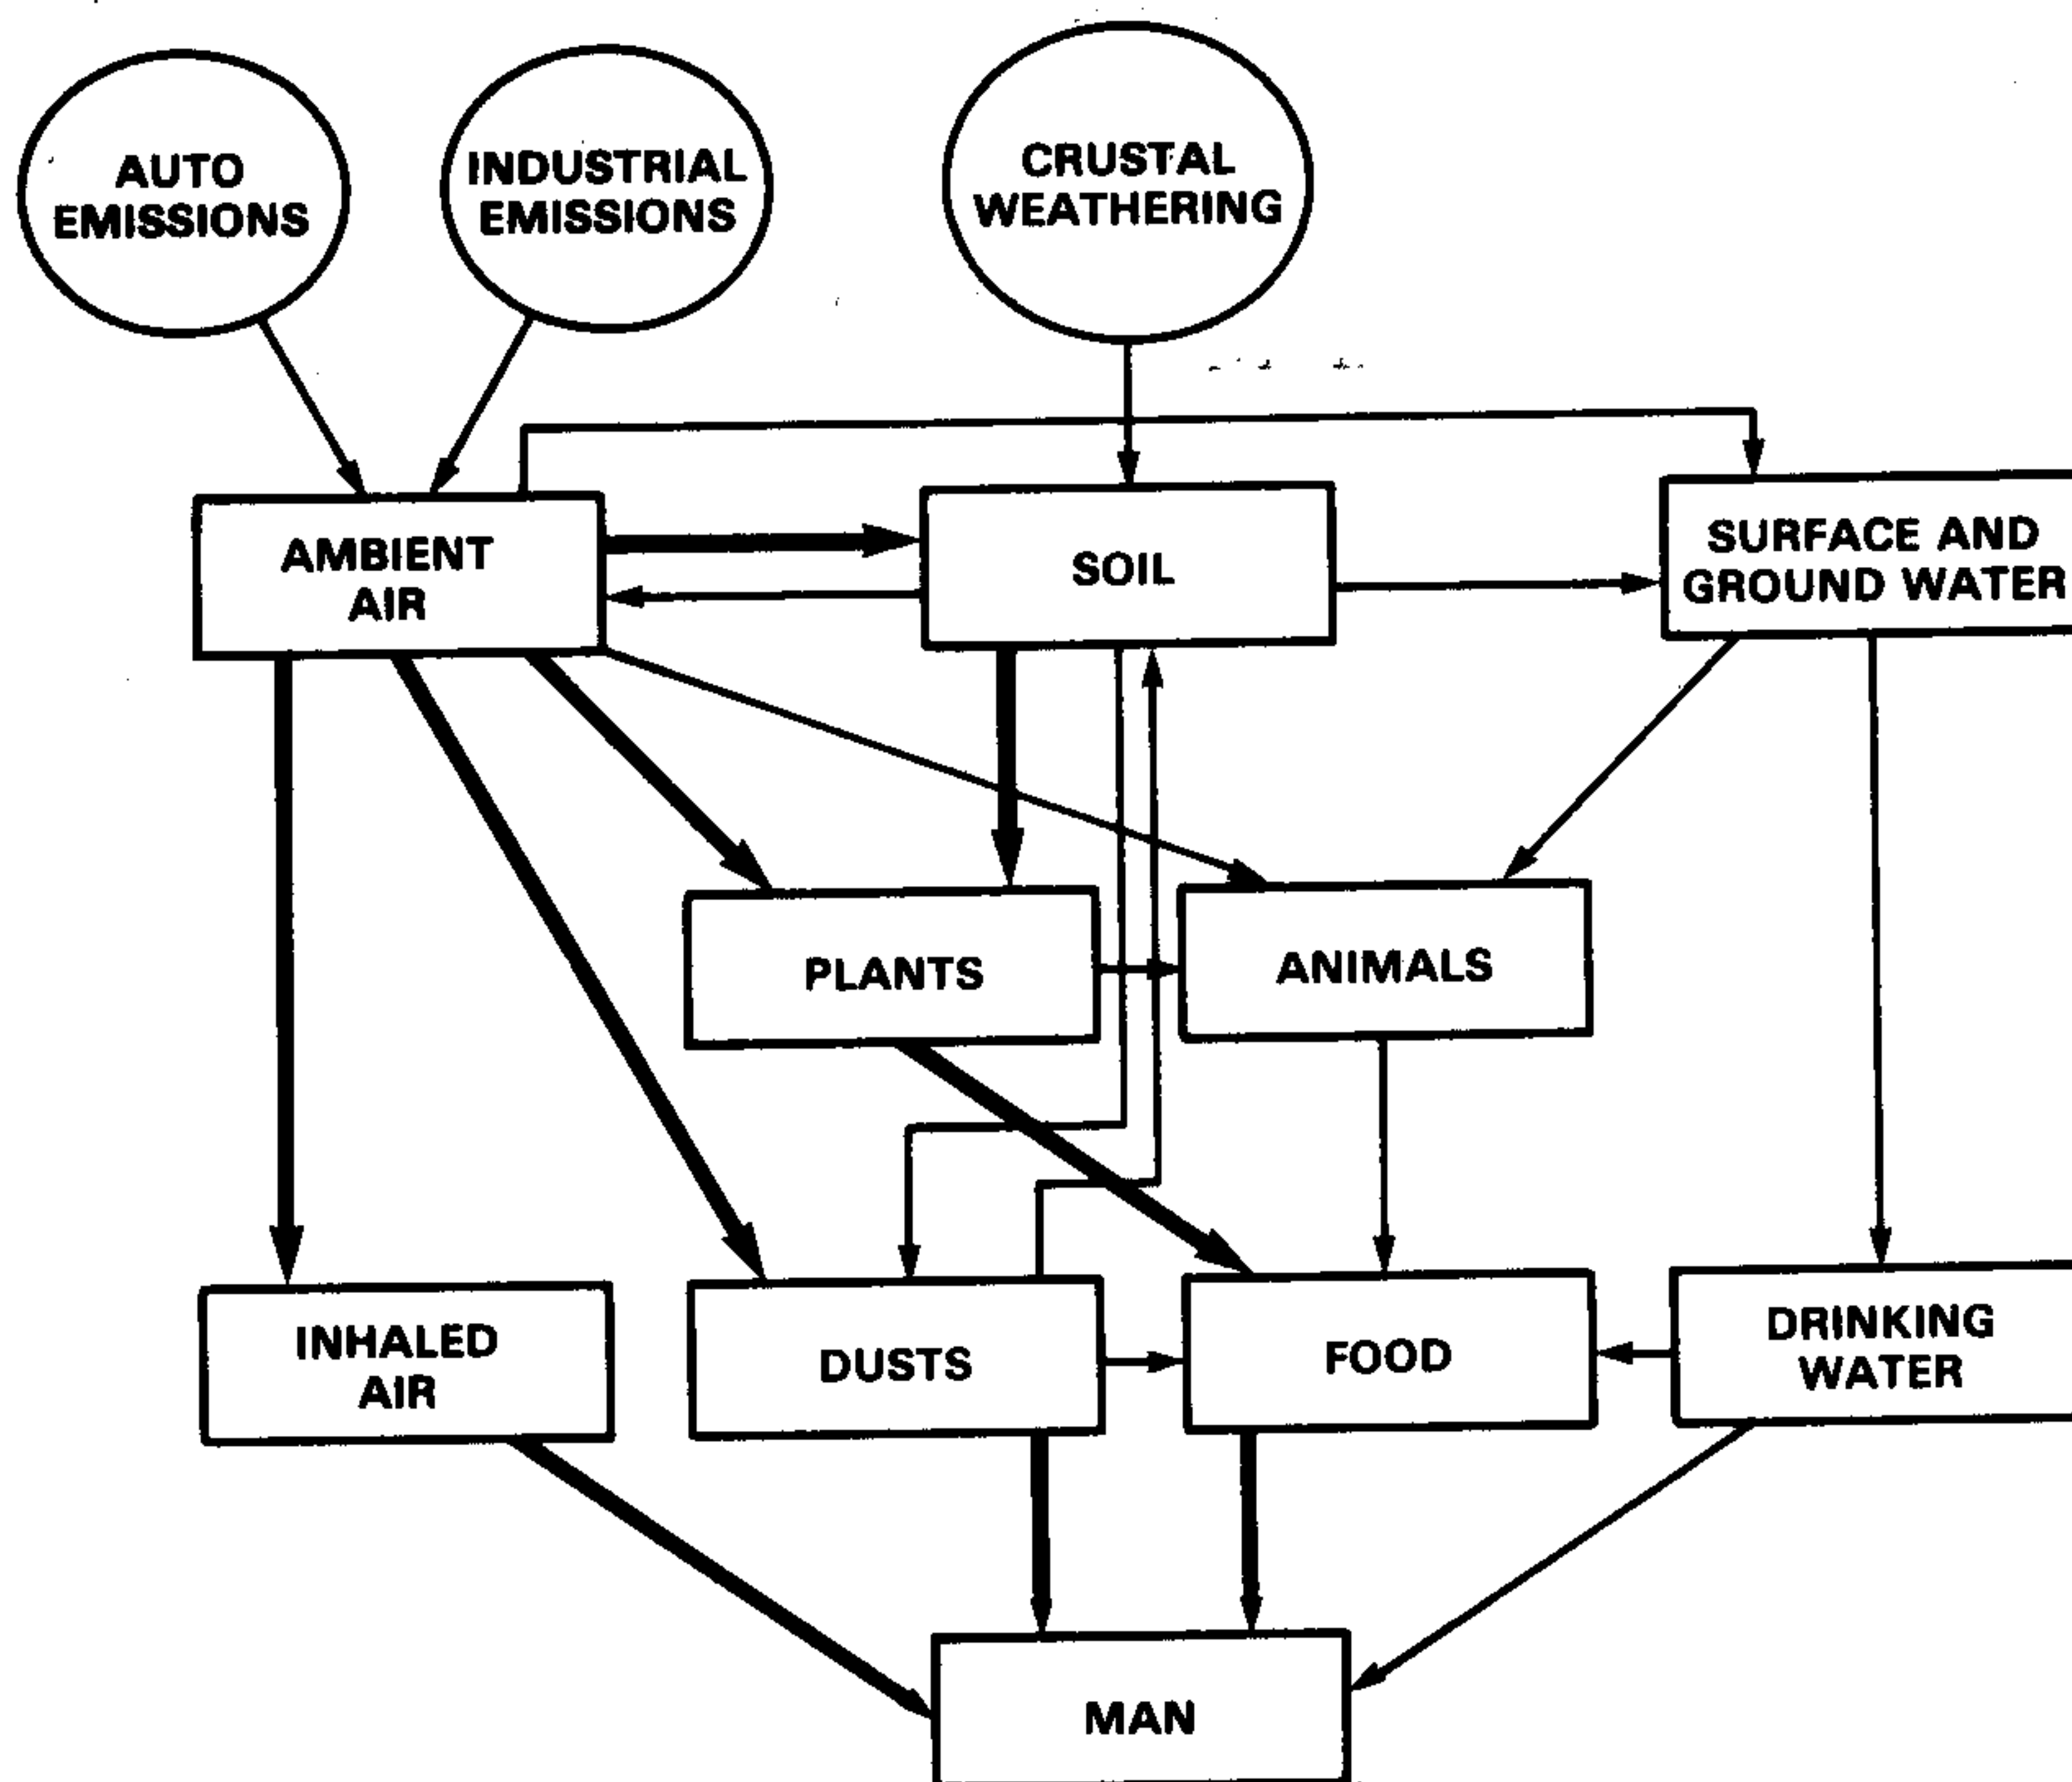 AUTO
EMISSIONS
INDUSTRIAL
EMISSIONS
CRUSTAL
WEATHERING
AMBIENT
AIR
SOIL
SURFACE AND
GROUND WATER
PLANTS
ANIMALS
INHALED
AIR
DUSTS
FOOD
DRINKING
WATER
MAN